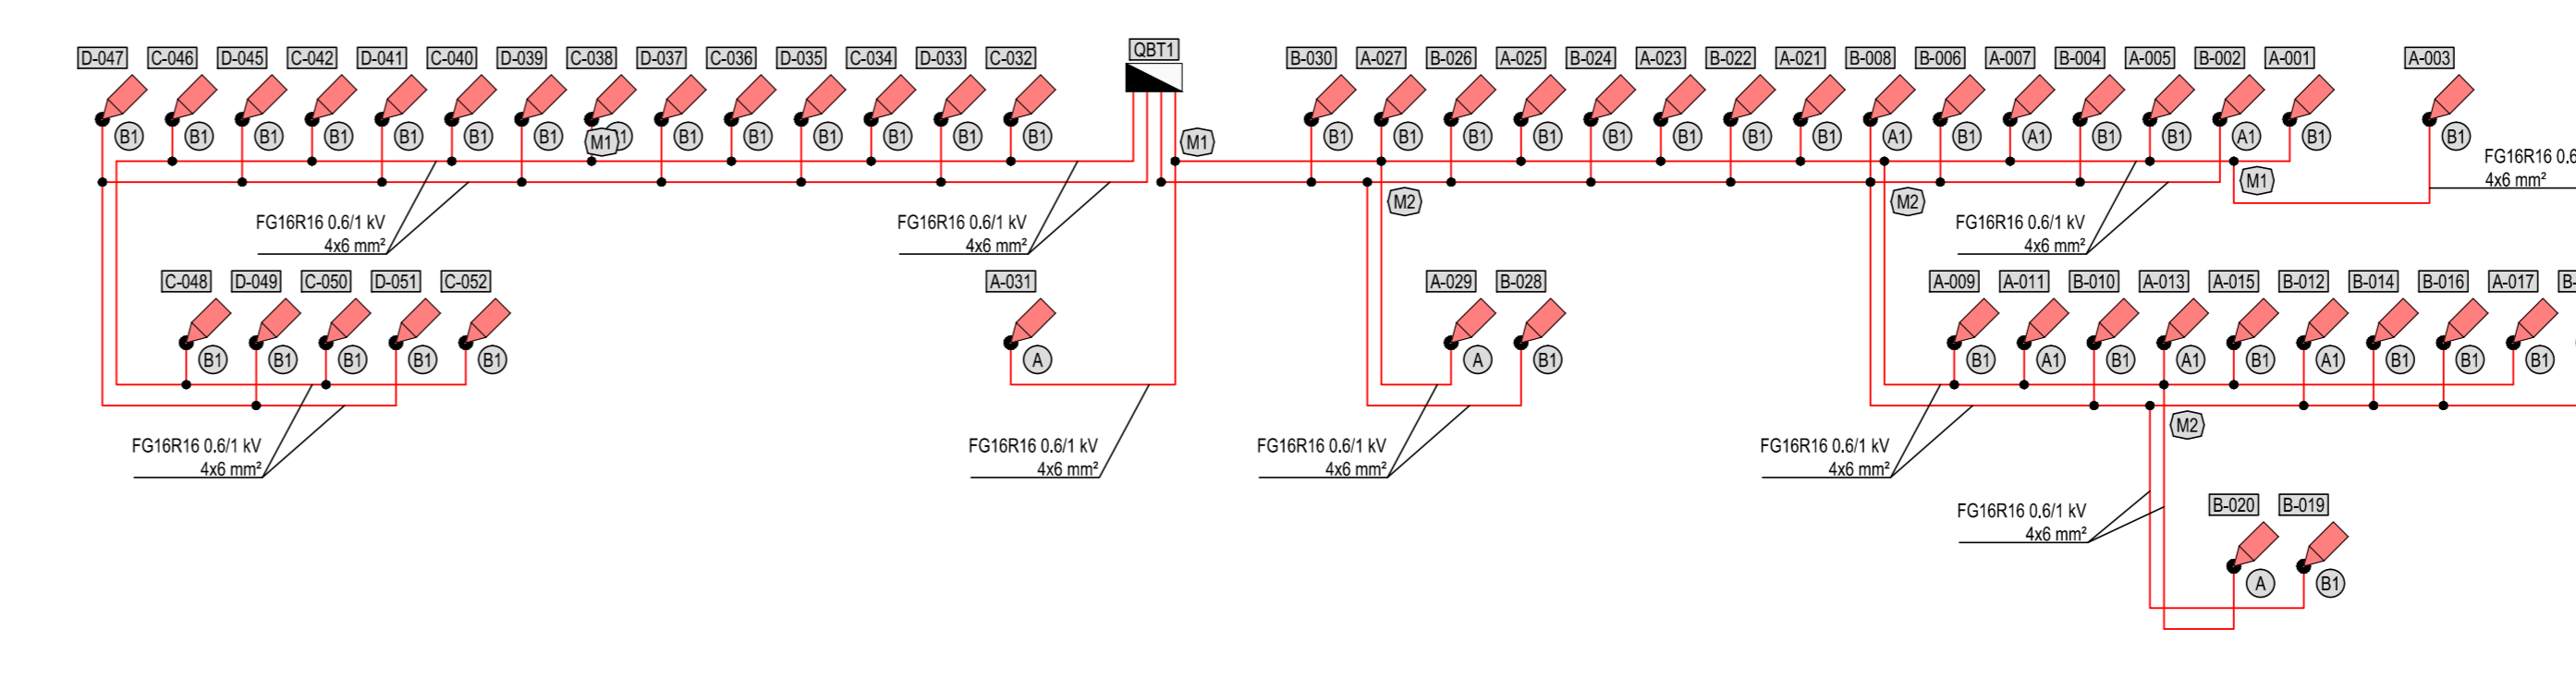 QBT1
D-047 C-046 D-045 C-042 D-041 C-040 D-039 C-038 D-037 C-036 D-035 C-034 D-033 C-032 B-030 A-027 B-026 A-025 B-024 A-023 B-022 A-021 B-008 B-006 A-007 B-004 A-005 B-002 A-001 A-003
B1 B1 B1 B1 B1 B1 B1 B1 B1 B1 B1 B1 B1 B1 B1 B1 B1 B1 B1 B1 B1 A1 B1 A1 B1 B1 A1 B1 B1
M1 M1
FG16R16 0.6
4x6 mm²
M1
M2 M2
FG16R16 0.6/1 kV
4x6 mm²
FG16R16 0.6/1 kV
4x6 mm²
FG16R16 0.6/1 kV
4x6 mm²
C-048 D-049 C-050 D-051 C-052 A-031 A-029 B-028 A-009 A-011 B-010 A-013 A-015 B-012 B-014 B-016 A-017 B-
B1 B1 B1 B1 B1 A A B1 B1 A1 B1 A1 B1 A1 B1 B1 B1
M2
FG16R16 0.6/1 kV
4x6 mm²
FG16R16 0.6/1 kV
4x6 mm²
FG16R16 0.6/1 kV
4x6 mm²
FG16R16 0.6/1 kV
4x6 mm²
B-020 B-019
FG16R16 0.6/1 kV
4x6 mm²
A B1